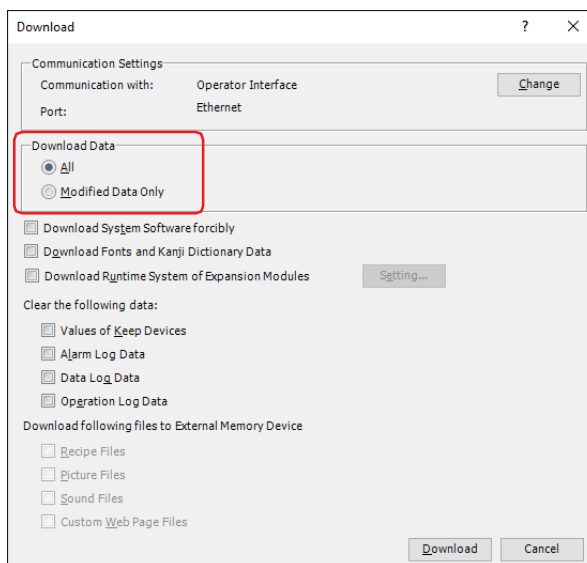 Download ? ✕
Communication Settings
Communication with: Operator Interface Change
Port: Ethernet
Download Data
All
Modified Data Only
Download System Software forcibly
Download Fonts and Kanji Dictionary Data
Download Runtime System of Expansion Modules Setting...
Clear the following data:
Values of Keep Devices
Alarm Log Data
Data Log Data
Operation Log Data
Download following files to External Memory Device
Recipe Files
Picture Files
Sound Files
Custom Web Page Files
Download Cancel